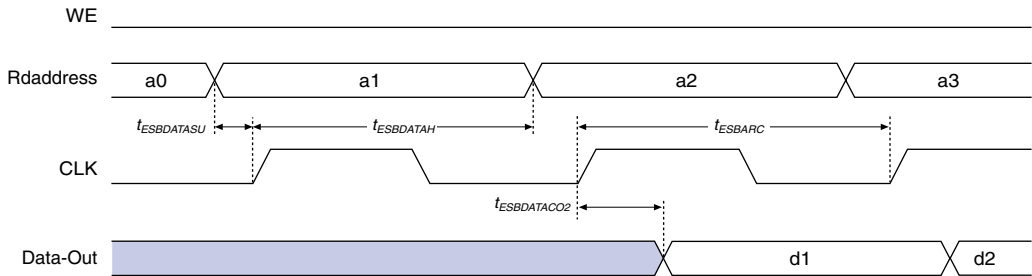 WE
Rdaddress a0 a1 a2 a3
tESBDATASU tESBDATAH tESBARC
CLK
tESBDATACO2
Data-Out d1 d2